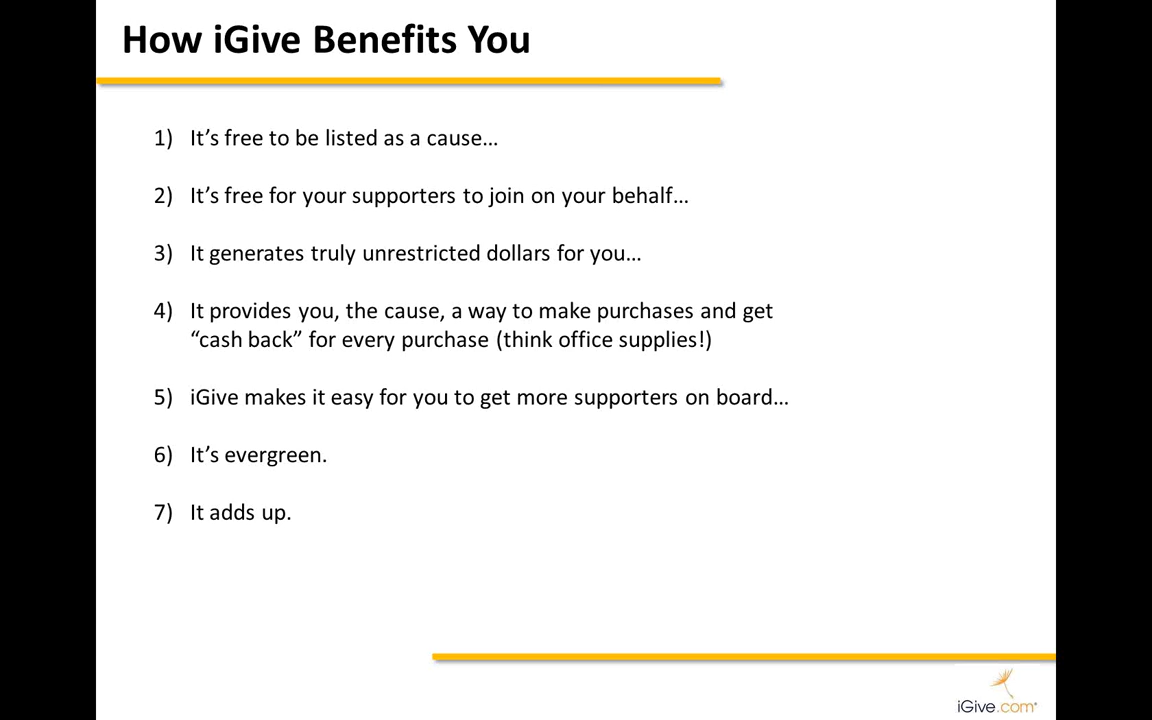 How iGive Benefits You
1) It’s free to be listed as a cause…
2) It’s free for your supporters to join on your behalf…
3) It generates truly unrestricted dollars for you…
4) It provides you, the cause, a way to make purchases and get
“cash back” for every purchase (think office supplies!)
5) iGive makes it easy for you to get more supporters on board…
6) It’s evergreen.
7) It adds up.
iGive.com